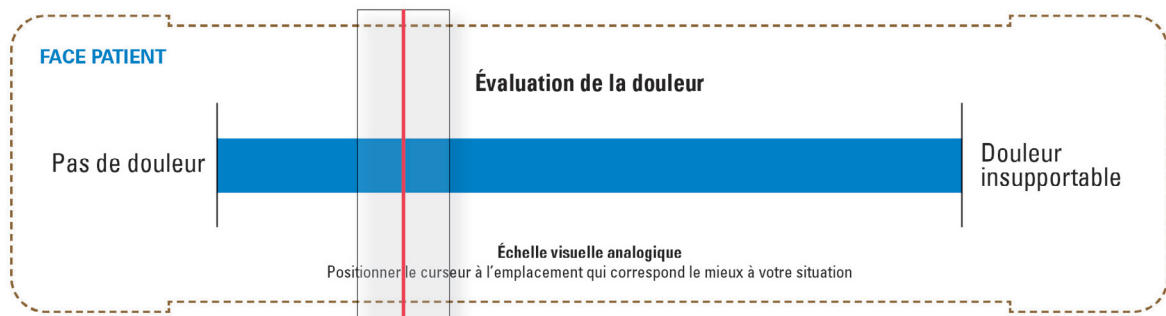 FACE PATIENT
Évaluation de la douleur
Pas de douleur
Douleur
insupportable
Échelle visuelle analogique
Positionner le curseur à l'emplacement qui correspond le mieux à votre situation